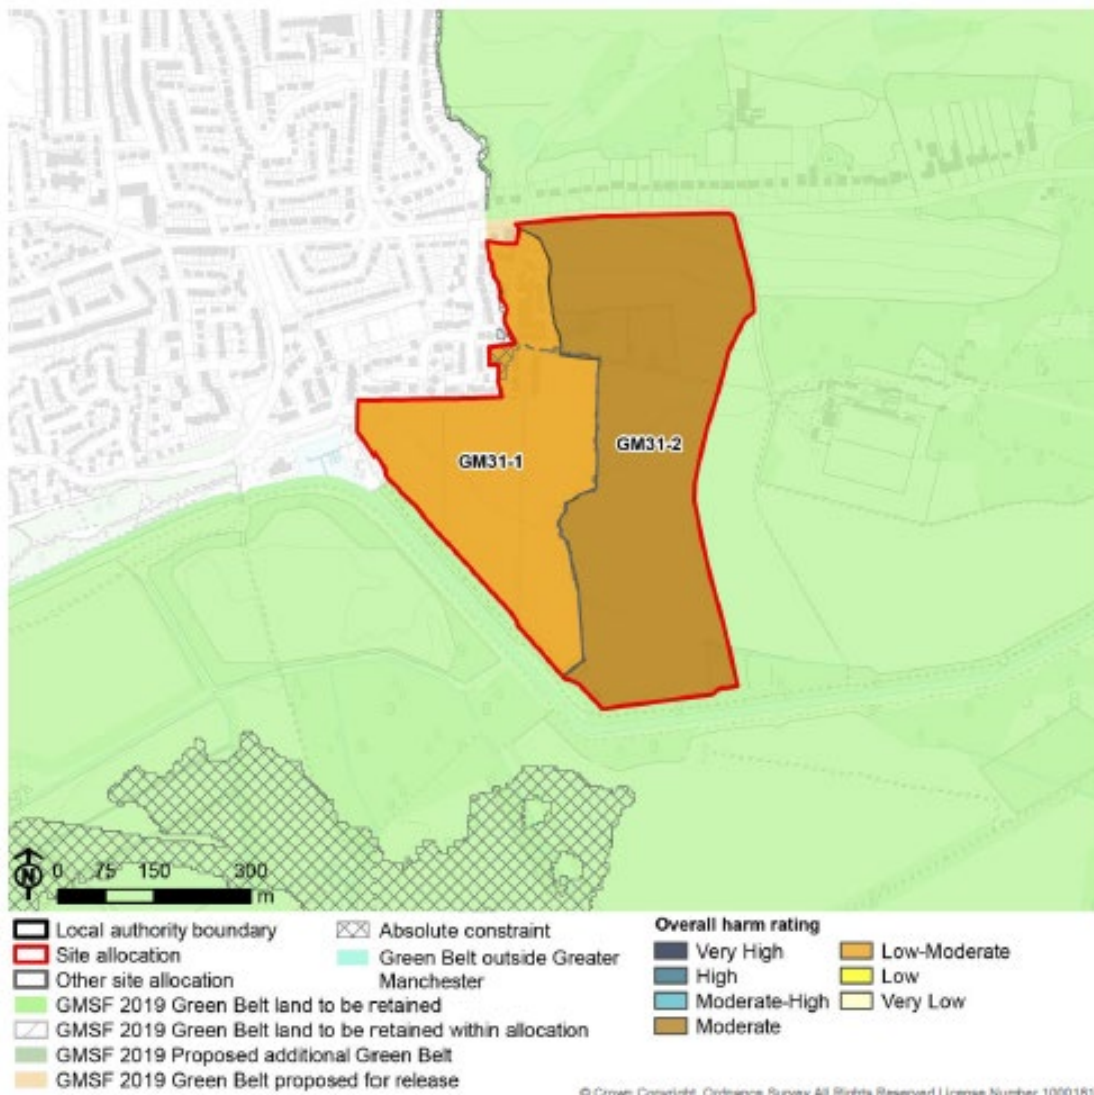 GM31-1
GM31-2
N
0 75 150 300
m
Local authority boundary
Site allocation
Other site allocation
GMSF 2019 Green Belt land to be retained
GMSF 2019 Green Belt land to be retained within allocation
GMSF 2019 Proposed additional Green Belt
GMSF 2019 Green Belt proposed for release
Absolute constraint
Green Belt outside Greater
Manchester
Overall harm rating
Very High
High
Moderate-High
Moderate
Low-Moderate
Low
Very Low
© Crown Copyright. Ordnance Survey All Rights Reserved License Number 1000181